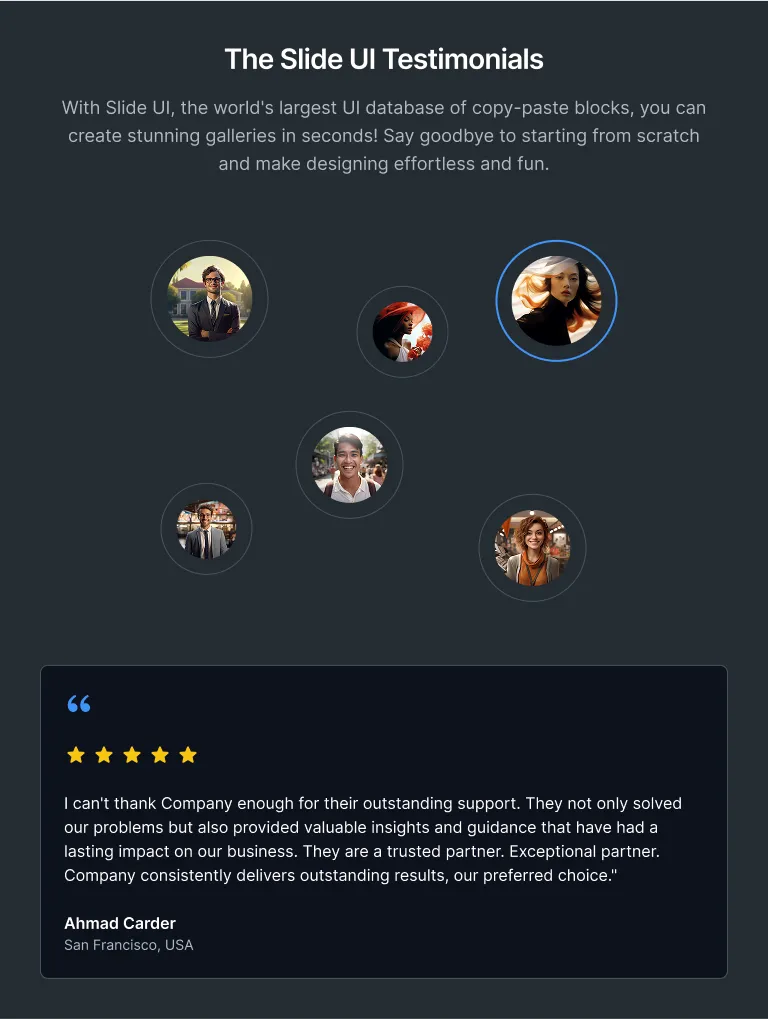 The Slide UI Testimonials
With Slide UI, the world's largest UI database of copy-paste blocks, you can
create stunning galleries in seconds! Say goodbye to starting from scratch
and make designing effortless and fun.
“
I can't thank Company enough for their outstanding support. They not only solved
our problems but also provided valuable insights and guidance that have had a
lasting impact on our business. They are a trusted partner. Exceptional partner.
Company consistently delivers outstanding results, our preferred choice."
Ahmad Carder
San Francisco, USA